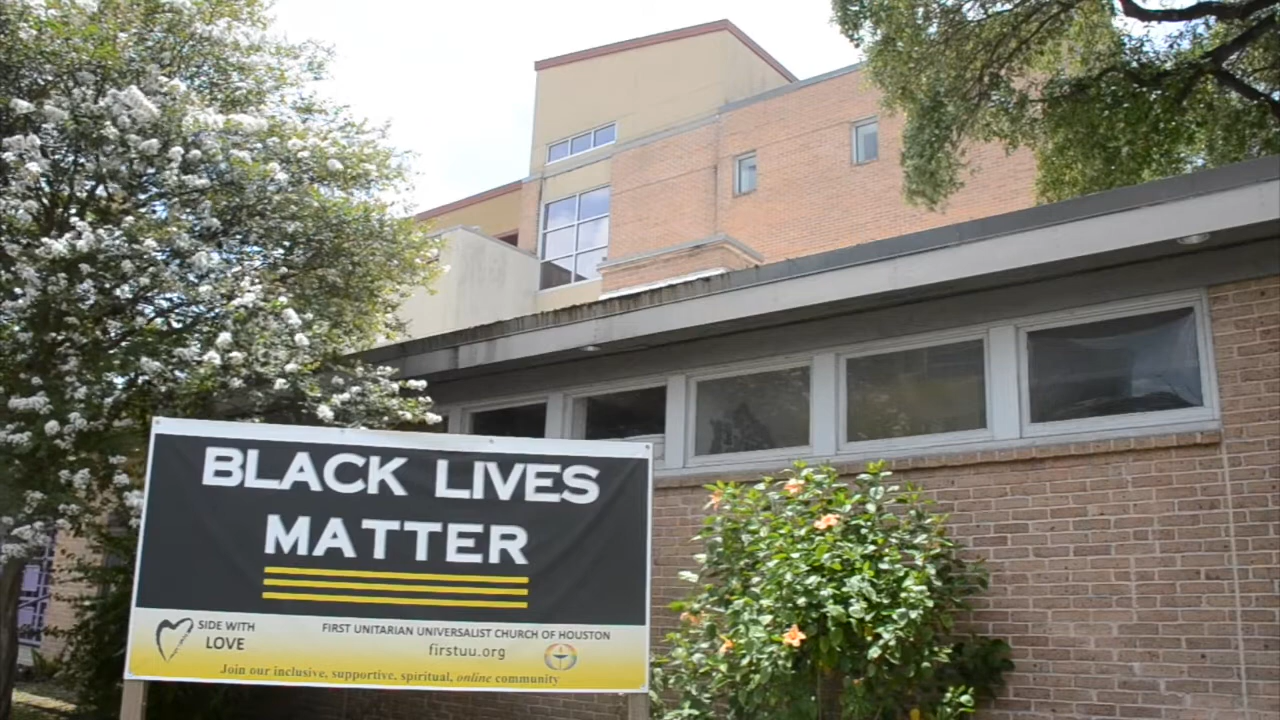 BLACK LIVES
MATTER
SIDE WITH
LOVE
FIRST UNITARIAN UNIVERSALIST CHURCH OF HOUSTON
firstuu.org
Join our inclusive, supportive, spiritual, online community